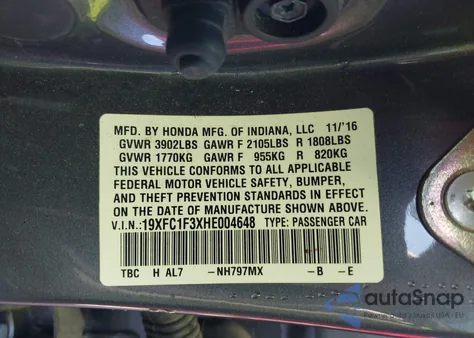 MFD. BY HONDA MFG. OF INDIANA, LLC 11/'16
GVWR 3902LBS GAWR F 2105LBS R 1808LBS
GVWR 1770KG GAWR F 955KG R 820KG
THIS VEHICLE CONFORMS TO ALL APPLICABLE
FEDERAL MOTOR VEHICLE SAFETY, BUMPER,
AND THEFT PREVENTION STANDARDS IN EFFECT
ON THE DATE OF MANUFACTURE SHOWN ABOVE.
V.I.N.:19XFC1F3XHE004648 TYPE: PASSENGER CAR
TBC H AL7 -NH797MX -B -E
autoSnap